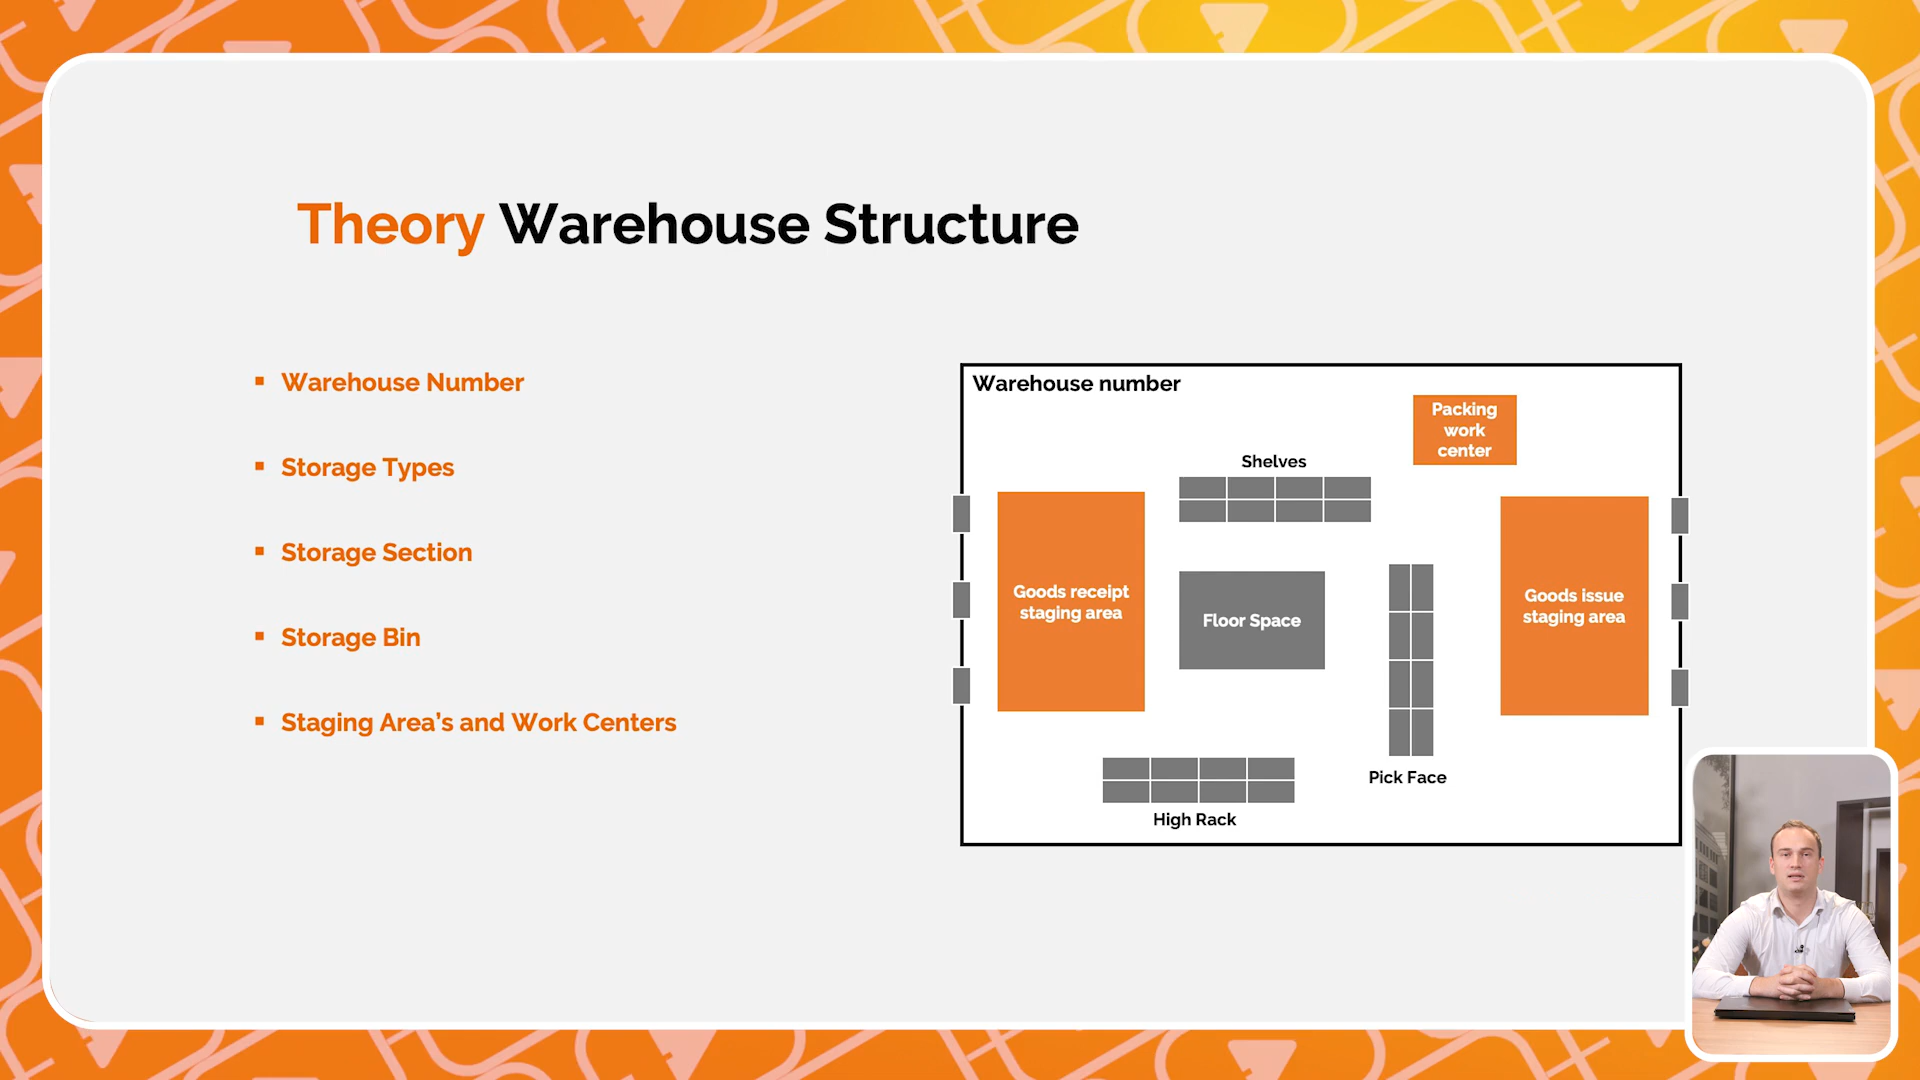 Theory Warehouse Structure
Warehouse Number
Storage Types
Storage Section
Storage Bin
Staging Area’s and Work Centers
Warehouse number
Packing
work
center
Shelves
Goods receipt
staging area
Floor Space
Goods issue
staging area
Pick Face
High Rack